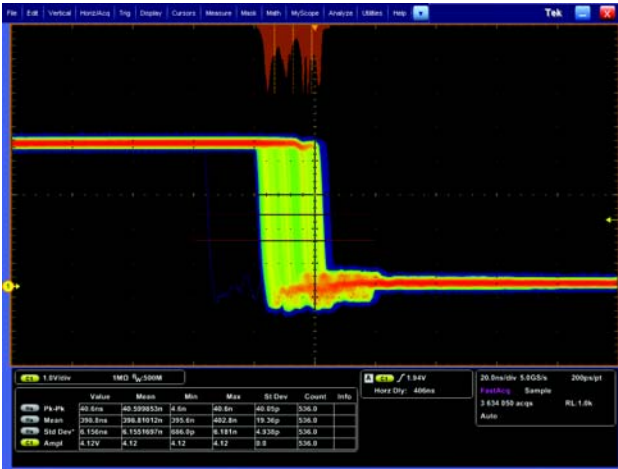 File Edit Vertical Horiz/Acq Trig Display Cursors Measure Mask Math MyScope Analyze Utilities Help Tek
1
C1 1.0V/div 1MΩ BW:500M
A C1 1.94V
Horz Dly: 406ns
20.0ns/div 5.0GS/s 200ps/pt
FastAcq Sample
3 634 050 acqs RL:1.0k
Auto
Value Mean Min Max St Dev Count Info
Pk-Pk 40.6ns 40.599853n 4.6n 40.6n 40.05p 536.0
Mean 396.8ns 396.81012n 395.6n 402.8n 19.36p 536.0
Std Dev* 6.156ns 6.1551697n 686.0p 6.181n 4.938p 536.0
C1 Ampl 4.12V 4.12 4.12 4.12 0.0 536.0